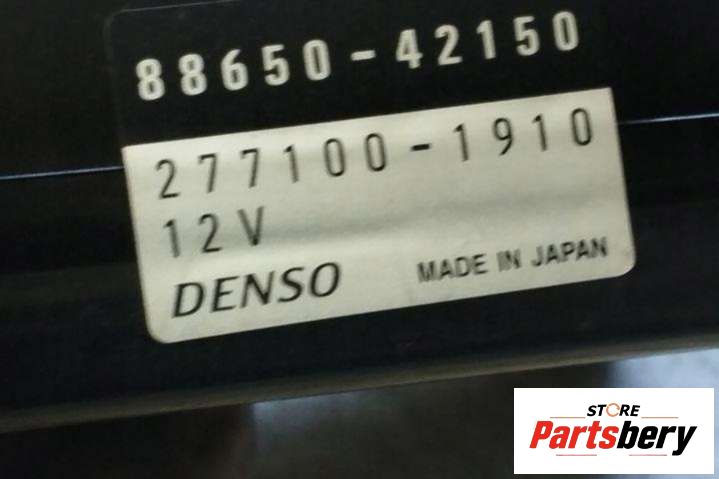 88650-42150
277100-1910
12V
DENSO MADE IN JAPAN
STORE
Partsbery